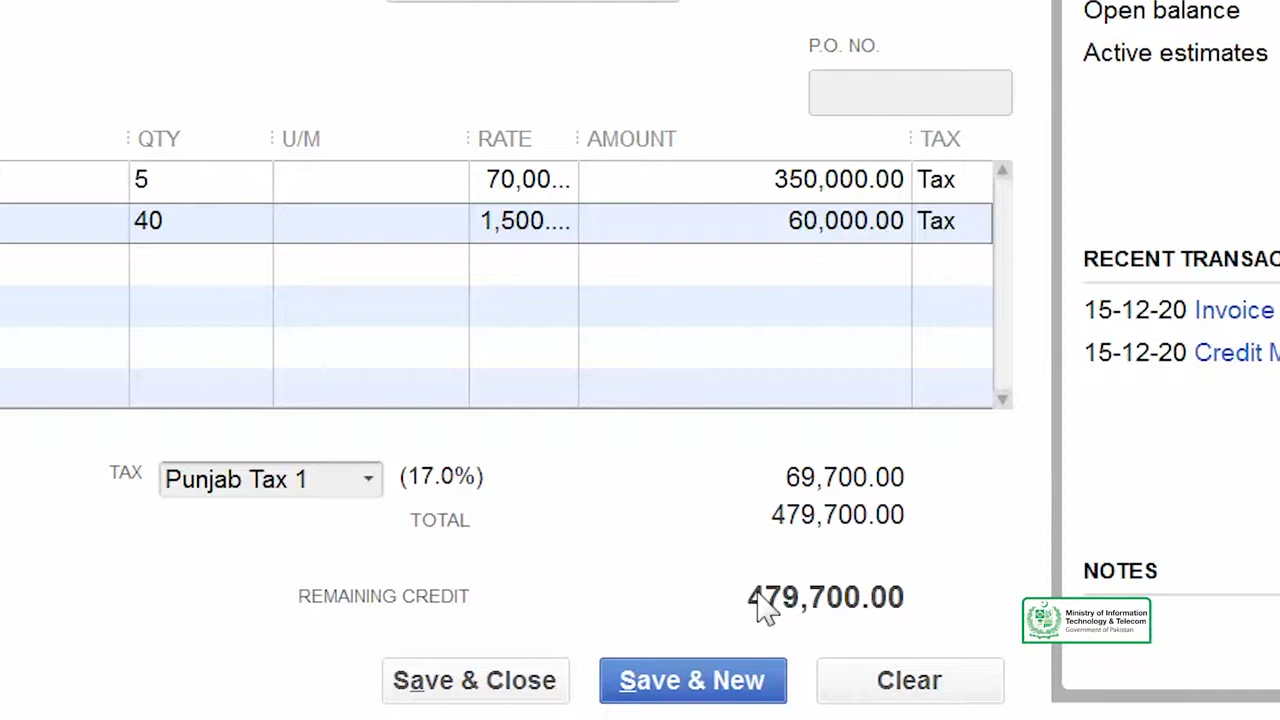 Open balance
Active estimates
P.O. NO.
QTY U/M RATE AMOUNT TAX
5 70,00... 350,000.00 Tax
40 1,500.... 60,000.00 Tax
RECENT TRANSAC
15-12-20 Invoice
15-12-20 Credit M
TAX Punjab Tax 1 (17.0%) 69,700.00
TOTAL 479,700.00
REMAINING CREDIT 479,700.00
NOTES
Ministry of Information
Technology & Telecom
Government of Pakistan
Save & Close Save & New Clear